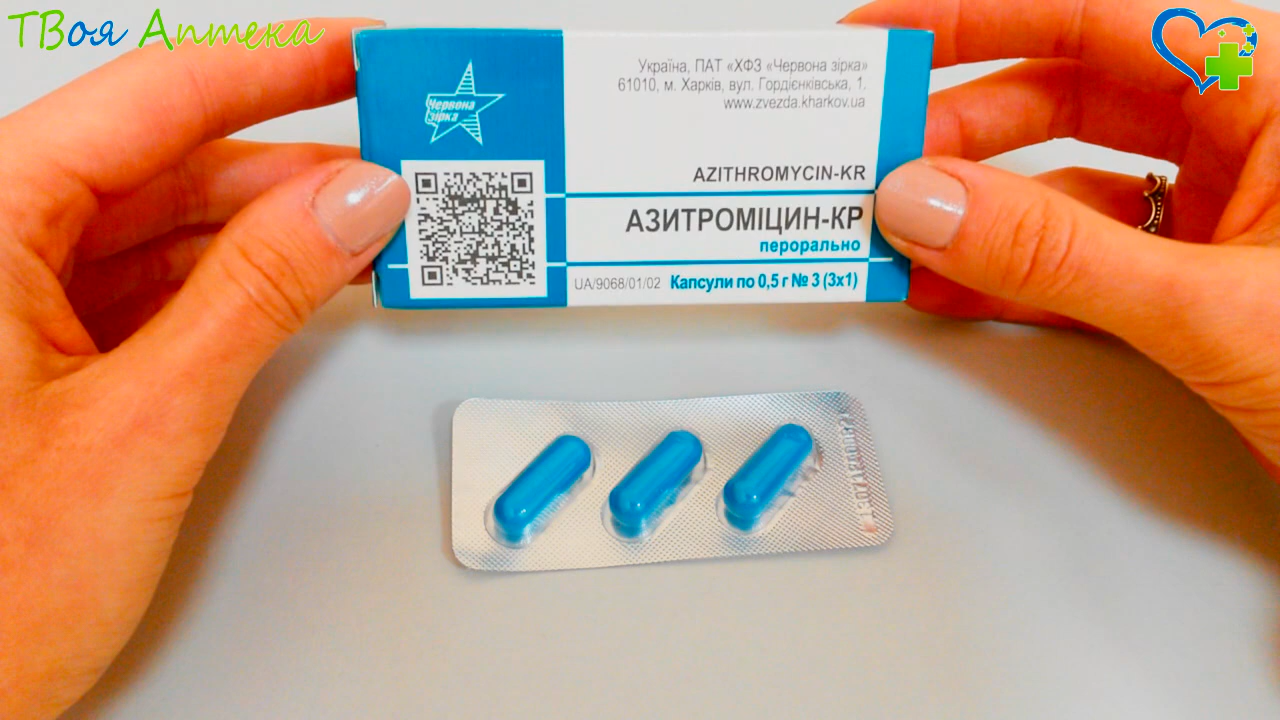 ТВоя Аптека
Україна, ПАТ «ХФЗ «Червона зірка»
61010, м. Харків, вул. Гордієнківська, 1.
www.zvezda.kharkov.ua
Червона
зірка
AZITHROMYCIN-KR
АЗИТРОМІЦИН-КР
перорально
UA/9068/01/02 Капсули по 0,5 г № 3 (3x1)